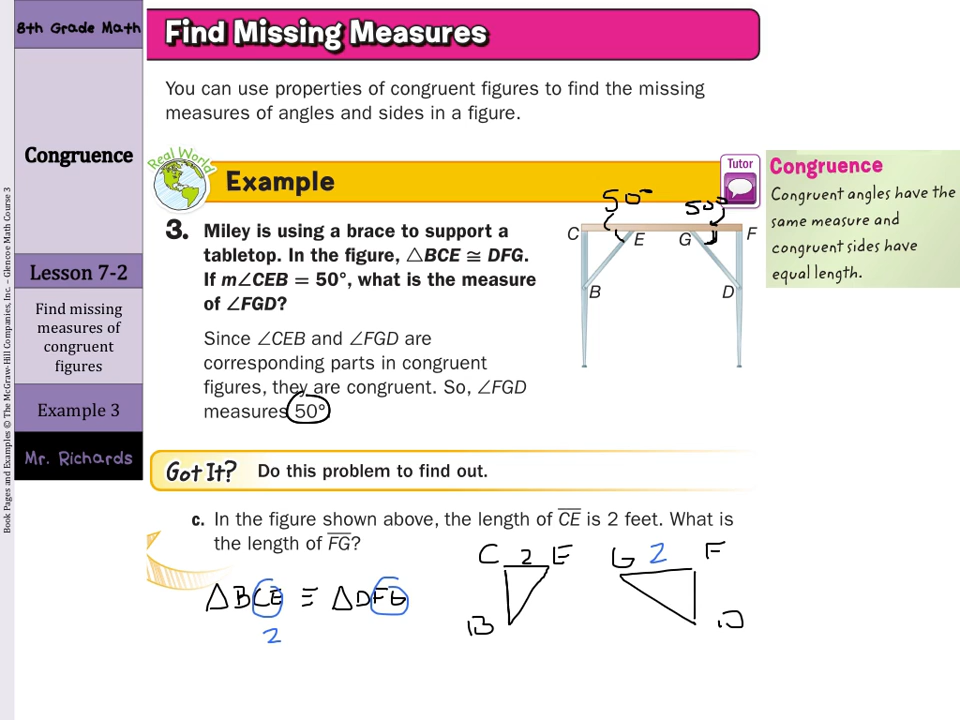 8th Grade Math
Find Missing Measures
You can use properties of congruent figures to find the missing
measures of angles and sides in a figure.
Congruence
Real World
Example
Tutor
Congruence
Congruent angles have the
same measure and
congruent sides have
equal length.
50°
50°
3. Miley is using a brace to support a
tabletop. In the figure, △BCE ≅ DFG.
If m∠CEB = 50°, what is the measure
of ∠FGD?
C
E
G
F
B
D
Since ∠CEB and ∠FGD are
corresponding parts in congruent
figures, they are congruent. So, ∠FGD
measures 50°.
Lesson 7-2
Find missing
measures of
congruent
figures
Example 3
Mr. Richards
Book Pages and Examples © The McGraw-Hill Companies, Inc. – Glencoe Math Course 3
Got It? Do this problem to find out.
c. In the figure shown above, the length of C̅E̅ is 2 feet. What is
the length of F̅G̅?
C 2 E
G 2 F
△BCE ≅ △DFG
2
B
D